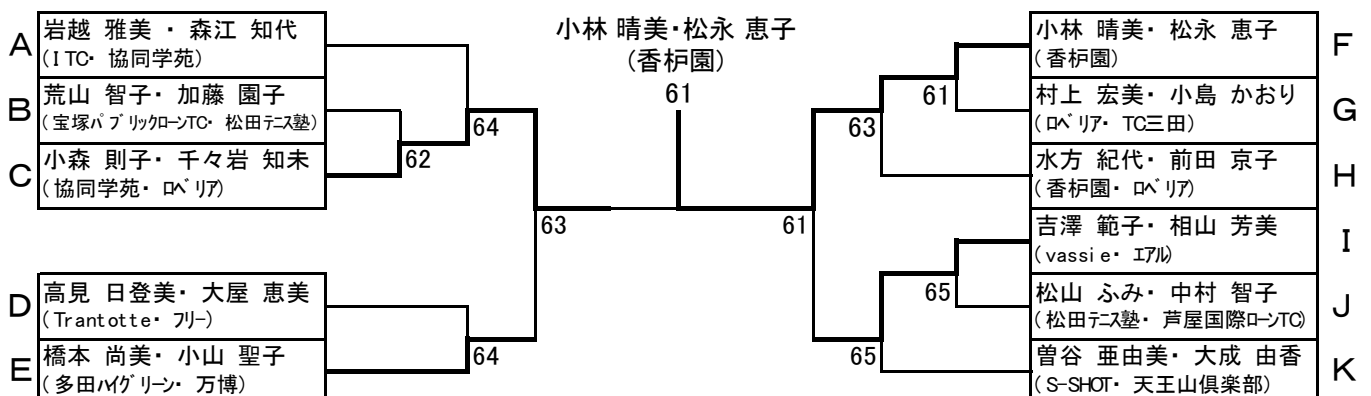 A
岩越 雅美 ・ 森江 知代
(ITC・ 協同学苑)
B
荒山 智子・ 加藤 園子
(宝塚パブリックローンTC・ 松田テニス塾)
C
小森 則子・ 千々岩 知未
(協同学苑・ ロベリア)
D
高見 日登美・ 大屋 恵美
(Trantotte・ フリー)
E
橋本 尚美・ 小山 聖子
(多田ハイグリーン・ 万博)
62
64
64
63
小林 晴美・松永 恵子
(香枦園)
61
61
63
61
65
65
小林 晴美・ 松永 恵子
(香枦園)
F
村上 宏美・ 小島 かおり
(ロベリア・ TC三田)
G
水方 紀代・ 前田 京子
(香枦園・ ロベリア)
H
吉澤 範子・ 相山 芳美
(vassie・ エアル)
I
松山 ふみ・ 中村 智子
(松田テニス塾・ 芦屋国際ローンTC)
J
曽谷 亜由美・ 大成 由香
(S-SHOT・ 天王山倶楽部)
K